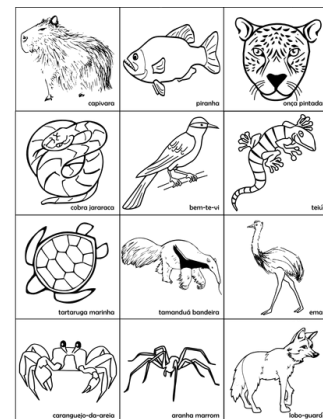 capivara
piranha
onça pintada
cobra jararaca
bem-te-vi
teiú
tartaruga marinha
tamanduá bandeira
ema
caranguejo-da-areia
aranha marrom
lobo-guará